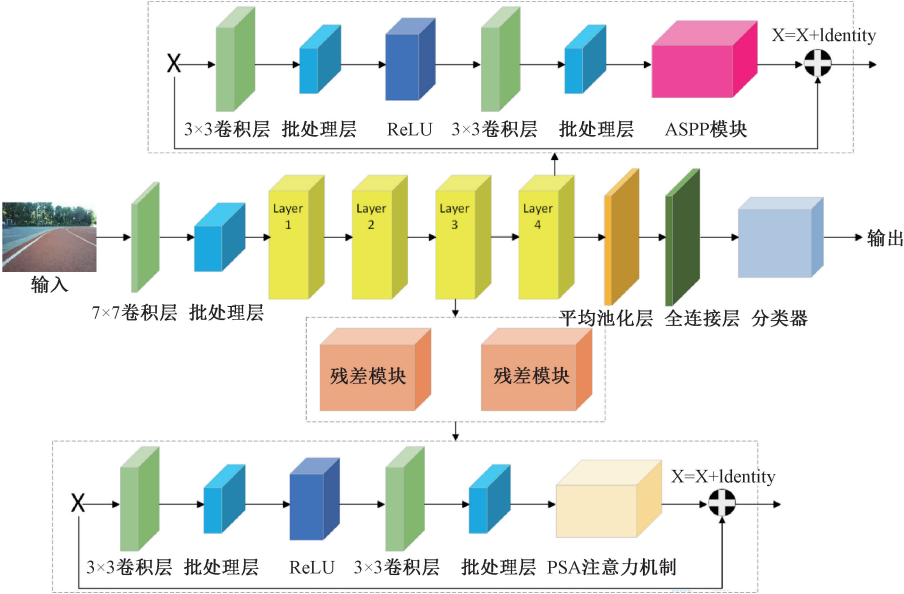 X=X+Identity
X
3×3卷积层
批处理层
ReLU
3×3卷积层
批处理层
ASPP模块
Layer
1
Layer
2
Layer
3
Layer
4
输出
输入
7×7卷积层
批处理层
平均池化层
全连接层
分类器
残差模块
残差模块
X=X+Identity
X
3×3卷积层
批处理层
ReLU
3×3卷积层
批处理层
PSA注意力机制